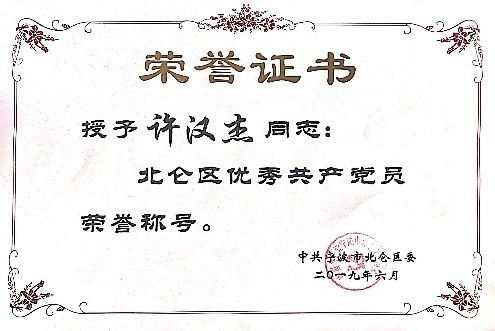 荣誉证书
授予许汉杰同志：
北仑区优秀共产党员
荣誉称号。
中共宁波市北仑区委
二〇一九年六月